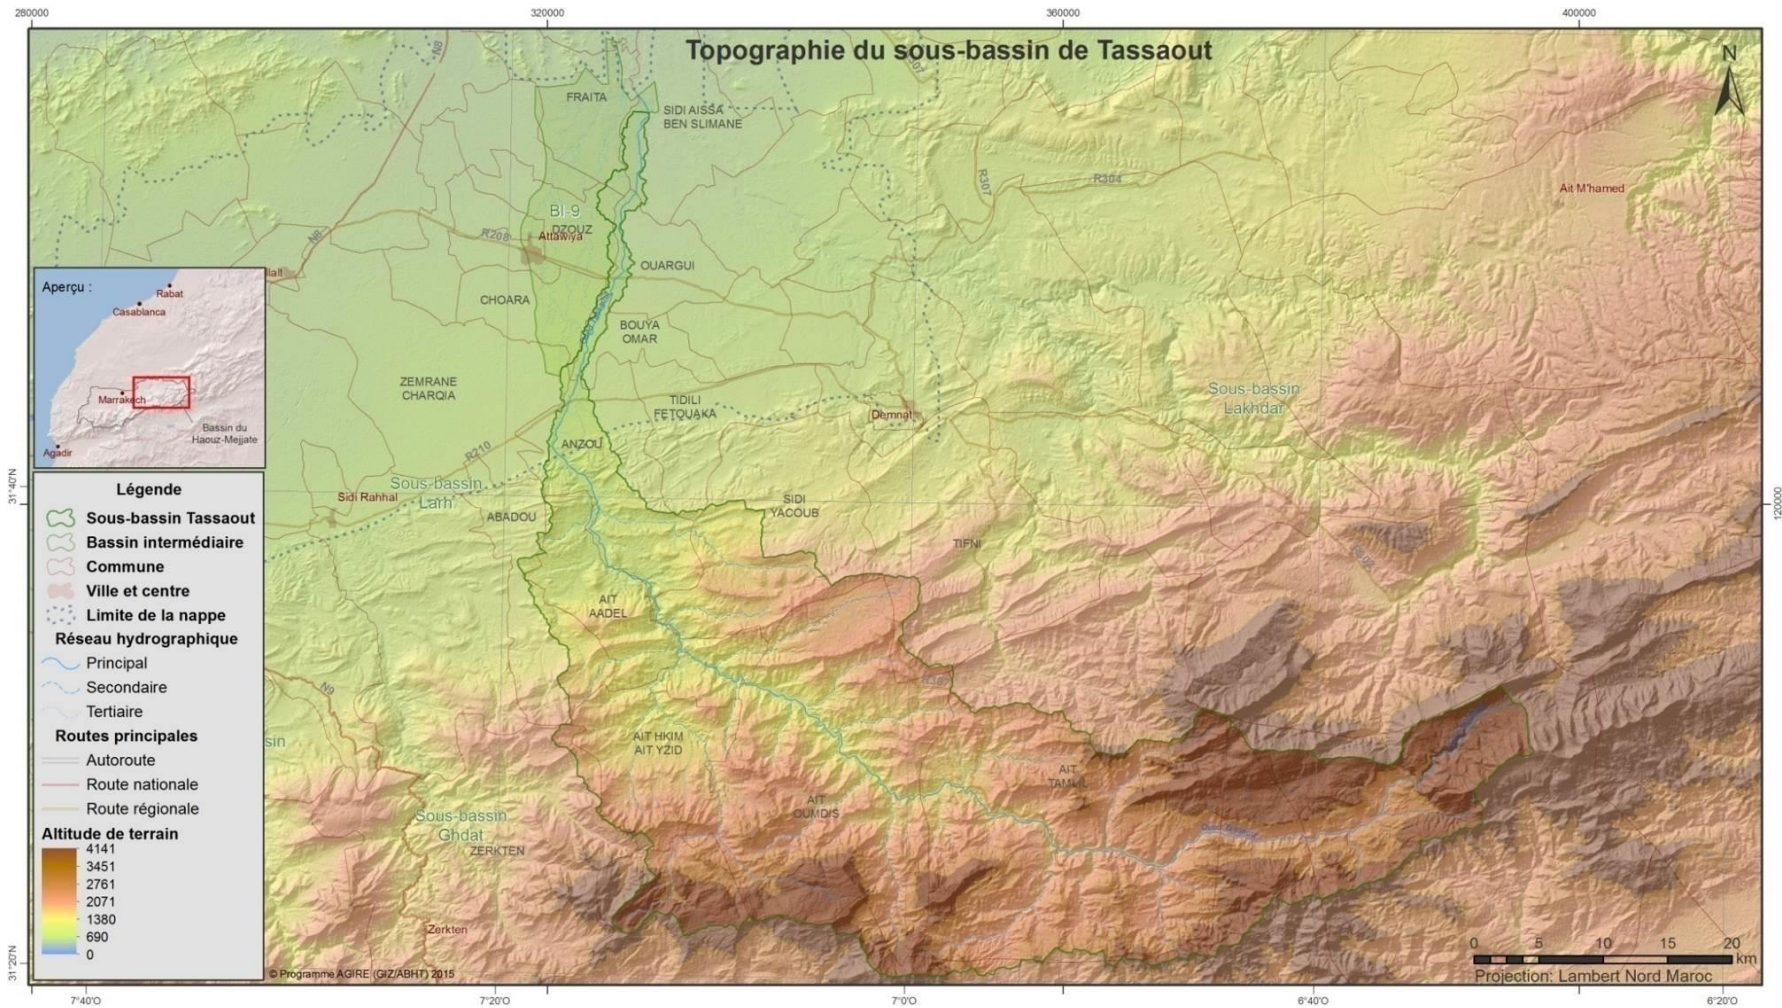 280000
320000
360000
400000
Topographie du sous-bassin de Tassaout
N
N8
FRAITA
SIDI AISSA
BEN SLIMANE
R307
R304
Ait M'hamed
BI-9
DZOUZ
Attawiya
R208
N8
OUARGUI
CHOARA
BOUYA
OMAR
ZEMRANE
CHARQIA
TIDILI
FETOUAKA
Demnat
Sous-bassin
Lakhdar
ANZOU
R210
Sous-bassin
Larh
Sidi Rahhal
ABADOU
SIDI
YACOUB
TIFNI
AIT
AADEL
R307
N9
AIT HKIM
AIT YZID
AIT
TAMLIL
AIT
OUMDIS
Sous-bassin
Ghdat
ZERKTEN
Zerkten
Aperçu :
Rabat
Casablanca
Marrakech
Bassin du
Haouz-Mejjate
Agadir
Légende
Sous-bassin Tassaout
Bassin intermédiaire
Commune
Ville et centre
Limite de la nappe
Réseau hydrographique
Principal
Secondaire
Tertiaire
Routes principales
Autoroute
Route nationale
Route régionale
Altitude de terrain
4141
3451
2761
2071
1380
690
0
© Programme AGIRE (GIZ/ABHT) 2015
0 5 10 15 20
km
Projection: Lambert Nord Maroc
31°40'N
31°20'N
120000
7°40'O
7°20'O
7°0'O
6°40'O
6°20'O